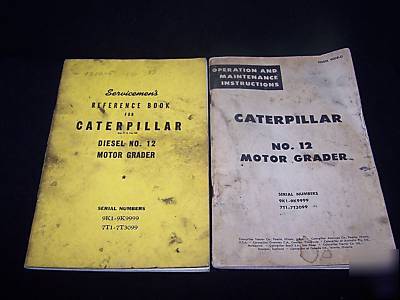 Servicemen's
REFERENCE BOOK
FOR
CATERPILLAR
DIESEL NO. 12
MOTOR GRADER
SERIAL NUMBERS
9K1-9K9999
7T1-7T3099
OPERATION AND
MAINTENANCE
INSTRUCTIONS
CATERPILLAR
NO. 12
MOTOR GRADER
SERIAL NUMBERS
9K1-9K9999
7T1-7T3099